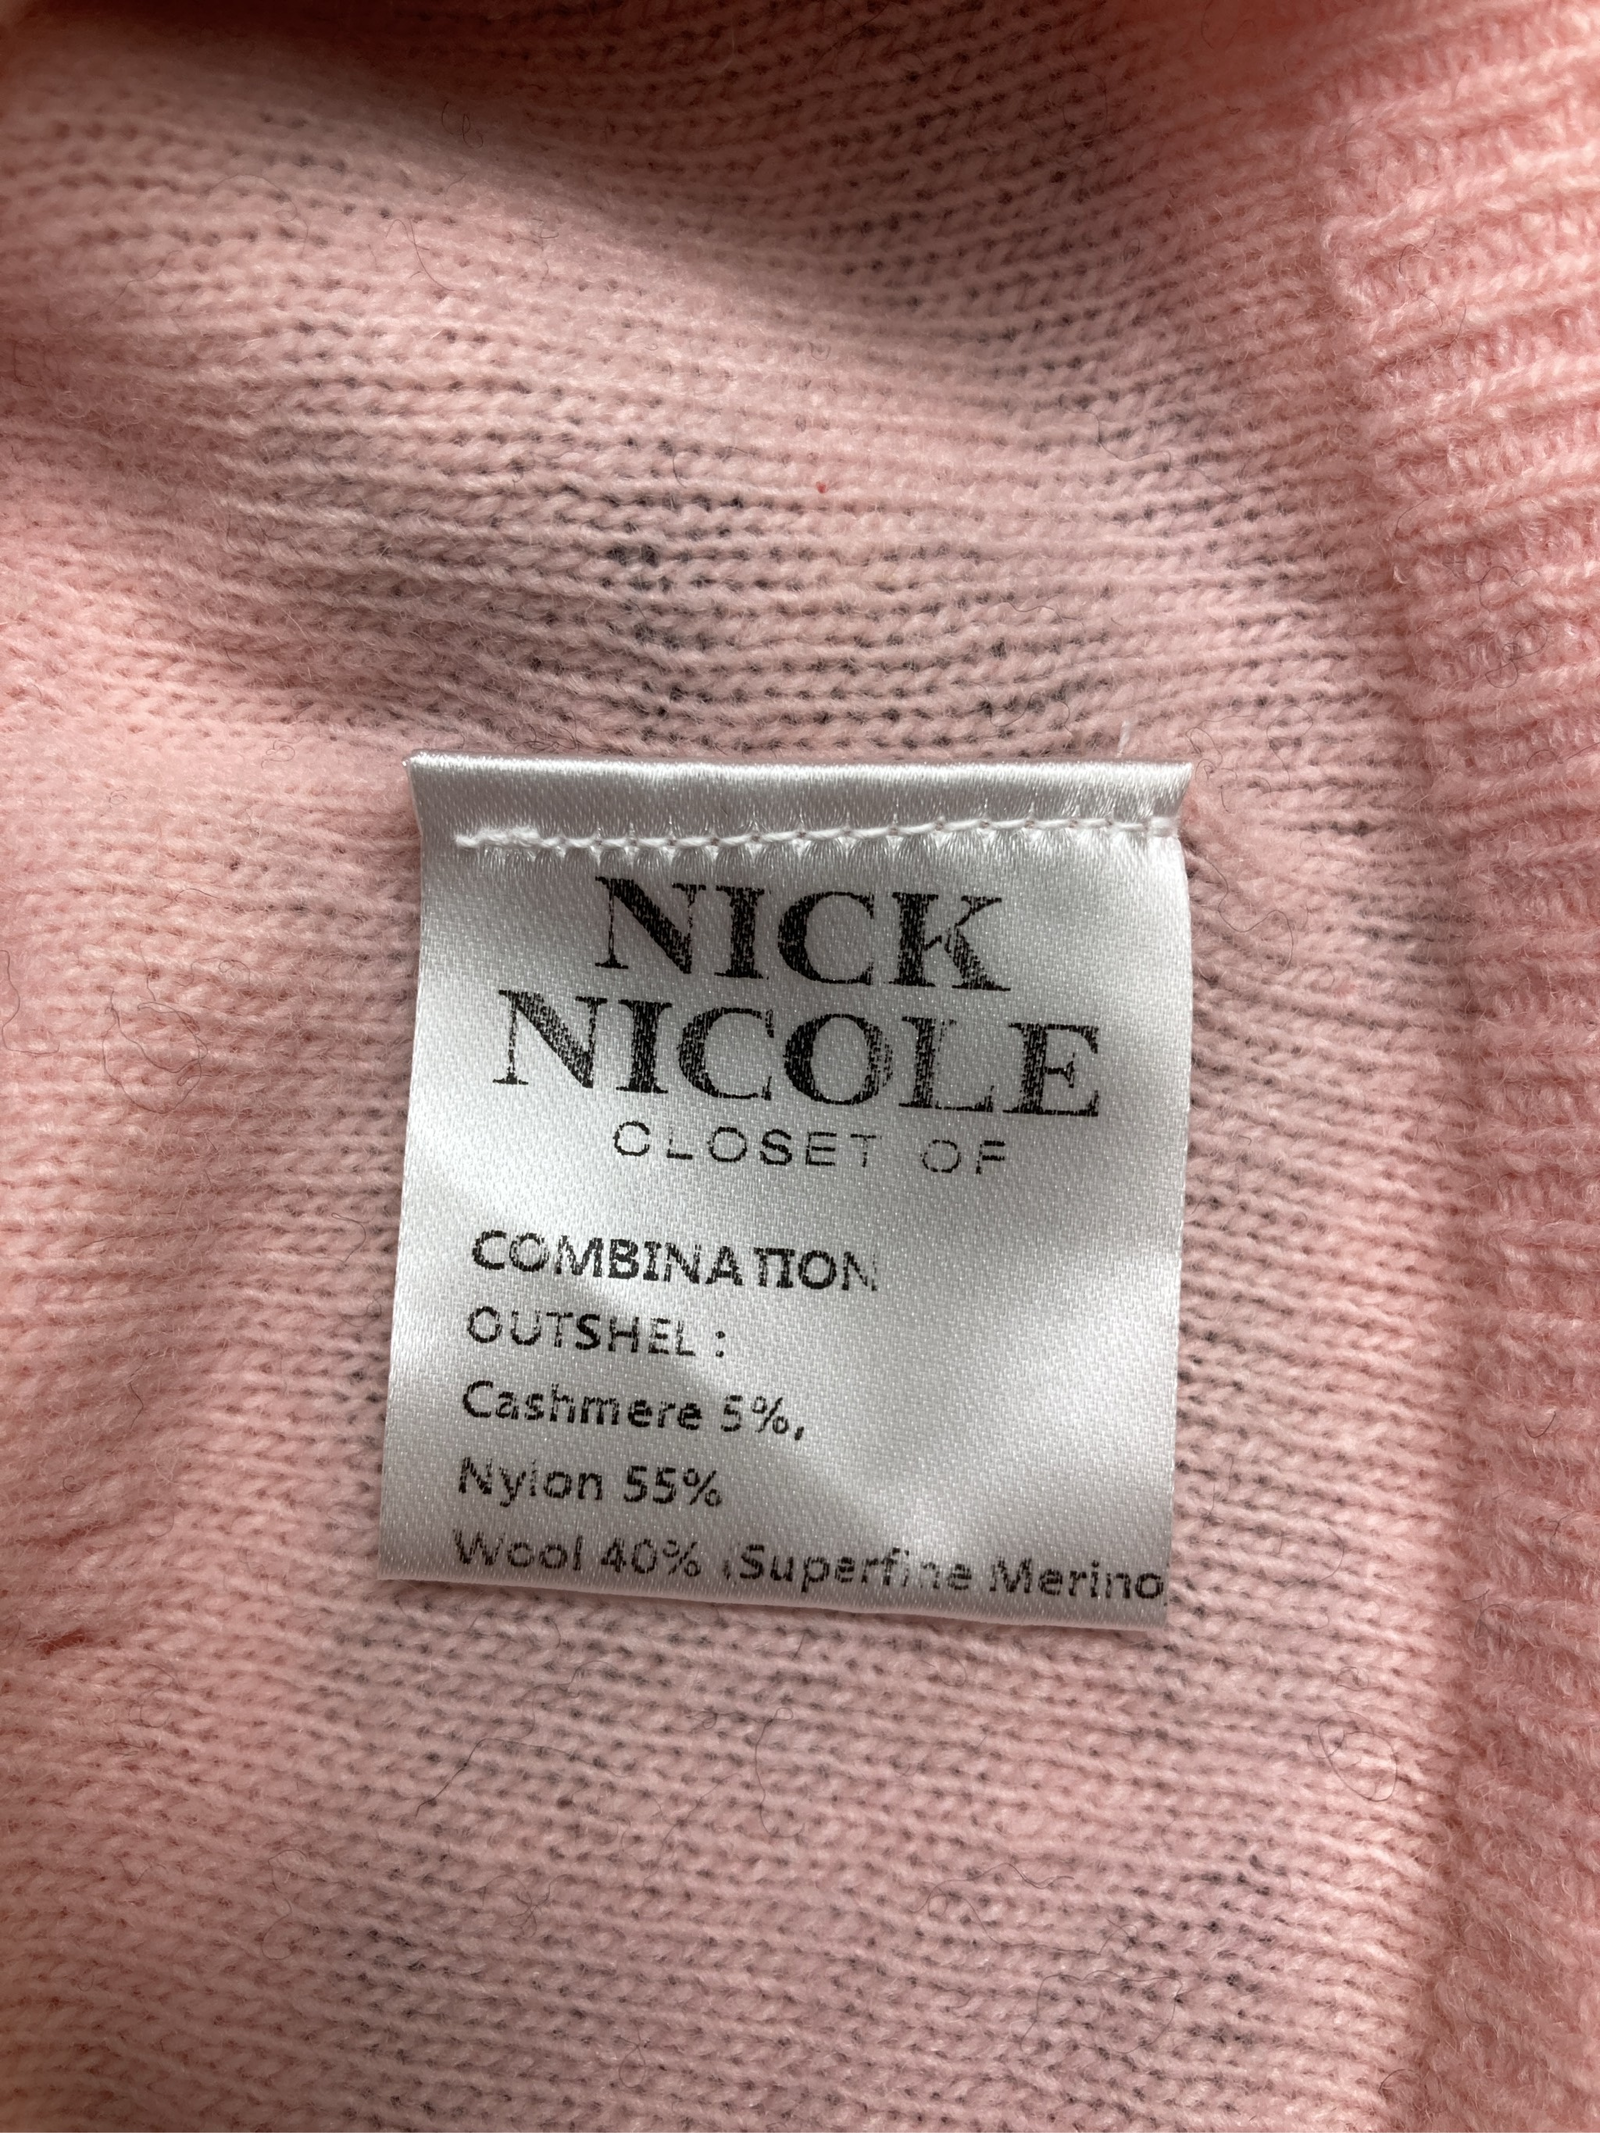 NICK
NICOLE
CLOSET OF
COMBINATION
OUTSHEL :
Cashmere 5%,
Nylon 55%
Wool 40% (Superfine Merino